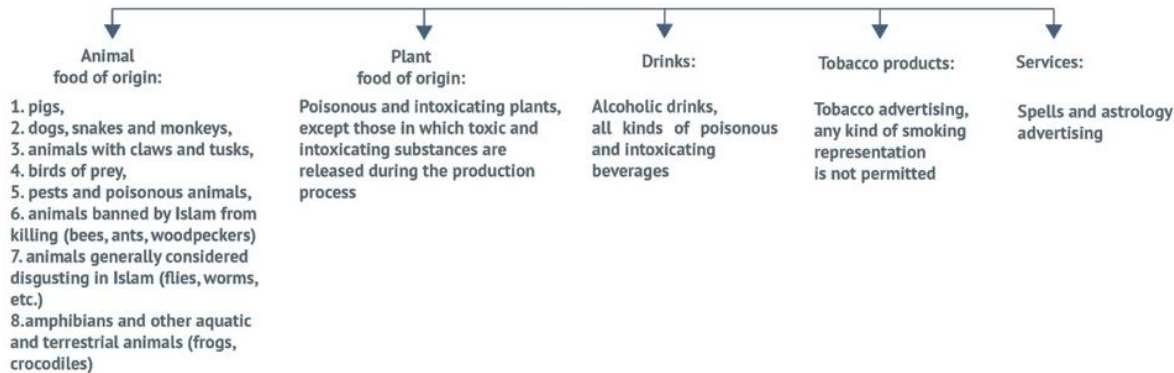 Animal
food of origin:
1. pigs,
2. dogs, snakes and monkeys,
3. animals with claws and tusks,
4. birds of prey,
5. pests and poisonous animals,
6. animals banned by Islam from
killing (bees, ants, woodpeckers)
7. animals generally considered
disgusting in Islam (flies, worms,
etc.)
8.amphibians and other aquatic
and terrestrial animals (frogs,
crocodiles)
Plant
food of origin:
Poisonous and intoxicating plants,
except those in which toxic and
intoxicating substances are
released during the production
process
Drinks:
Alcoholic drinks,
all kinds of poisonous
and intoxicating
beverages
Tobacco products:
Tobacco advertising,
any kind of smoking
representation
is not permitted
Services:
Spells and astrology
advertising